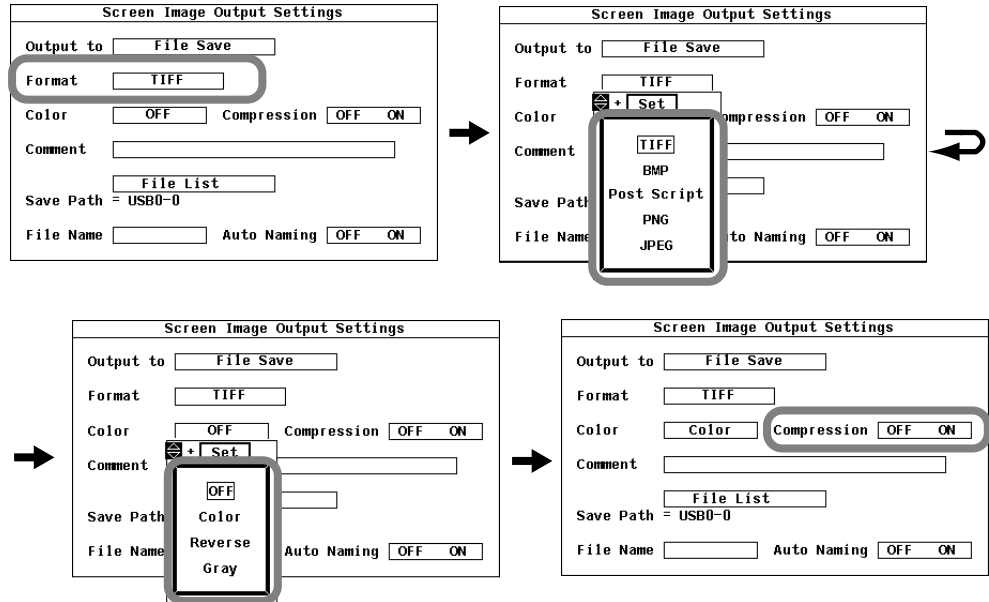 Screen Image Output Settings
Output to File Save
Format TIFF
Color OFF Compression OFF ON
Comment
File List
Save Path = USB0-0
File Name Auto Naming OFF ON
Screen Image Output Settings
Output to File Save
Format TIFF
+ Set
Color ompression OFF ON
Comment TIFF
BMP
Post Script
Save Path
PNG
File Name to Naming OFF ON
JPEG
Screen Image Output Settings
Output to File Save
Format TIFF
Color OFF Compression OFF ON
+ Set
Comment
OFF
Save Path Color
Reverse
File Name Auto Naming OFF ON
Gray
Screen Image Output Settings
Output to File Save
Format TIFF
Color Color Compression OFF ON
Comment
File List
Save Path = USB0-0
File Name Auto Naming OFF ON